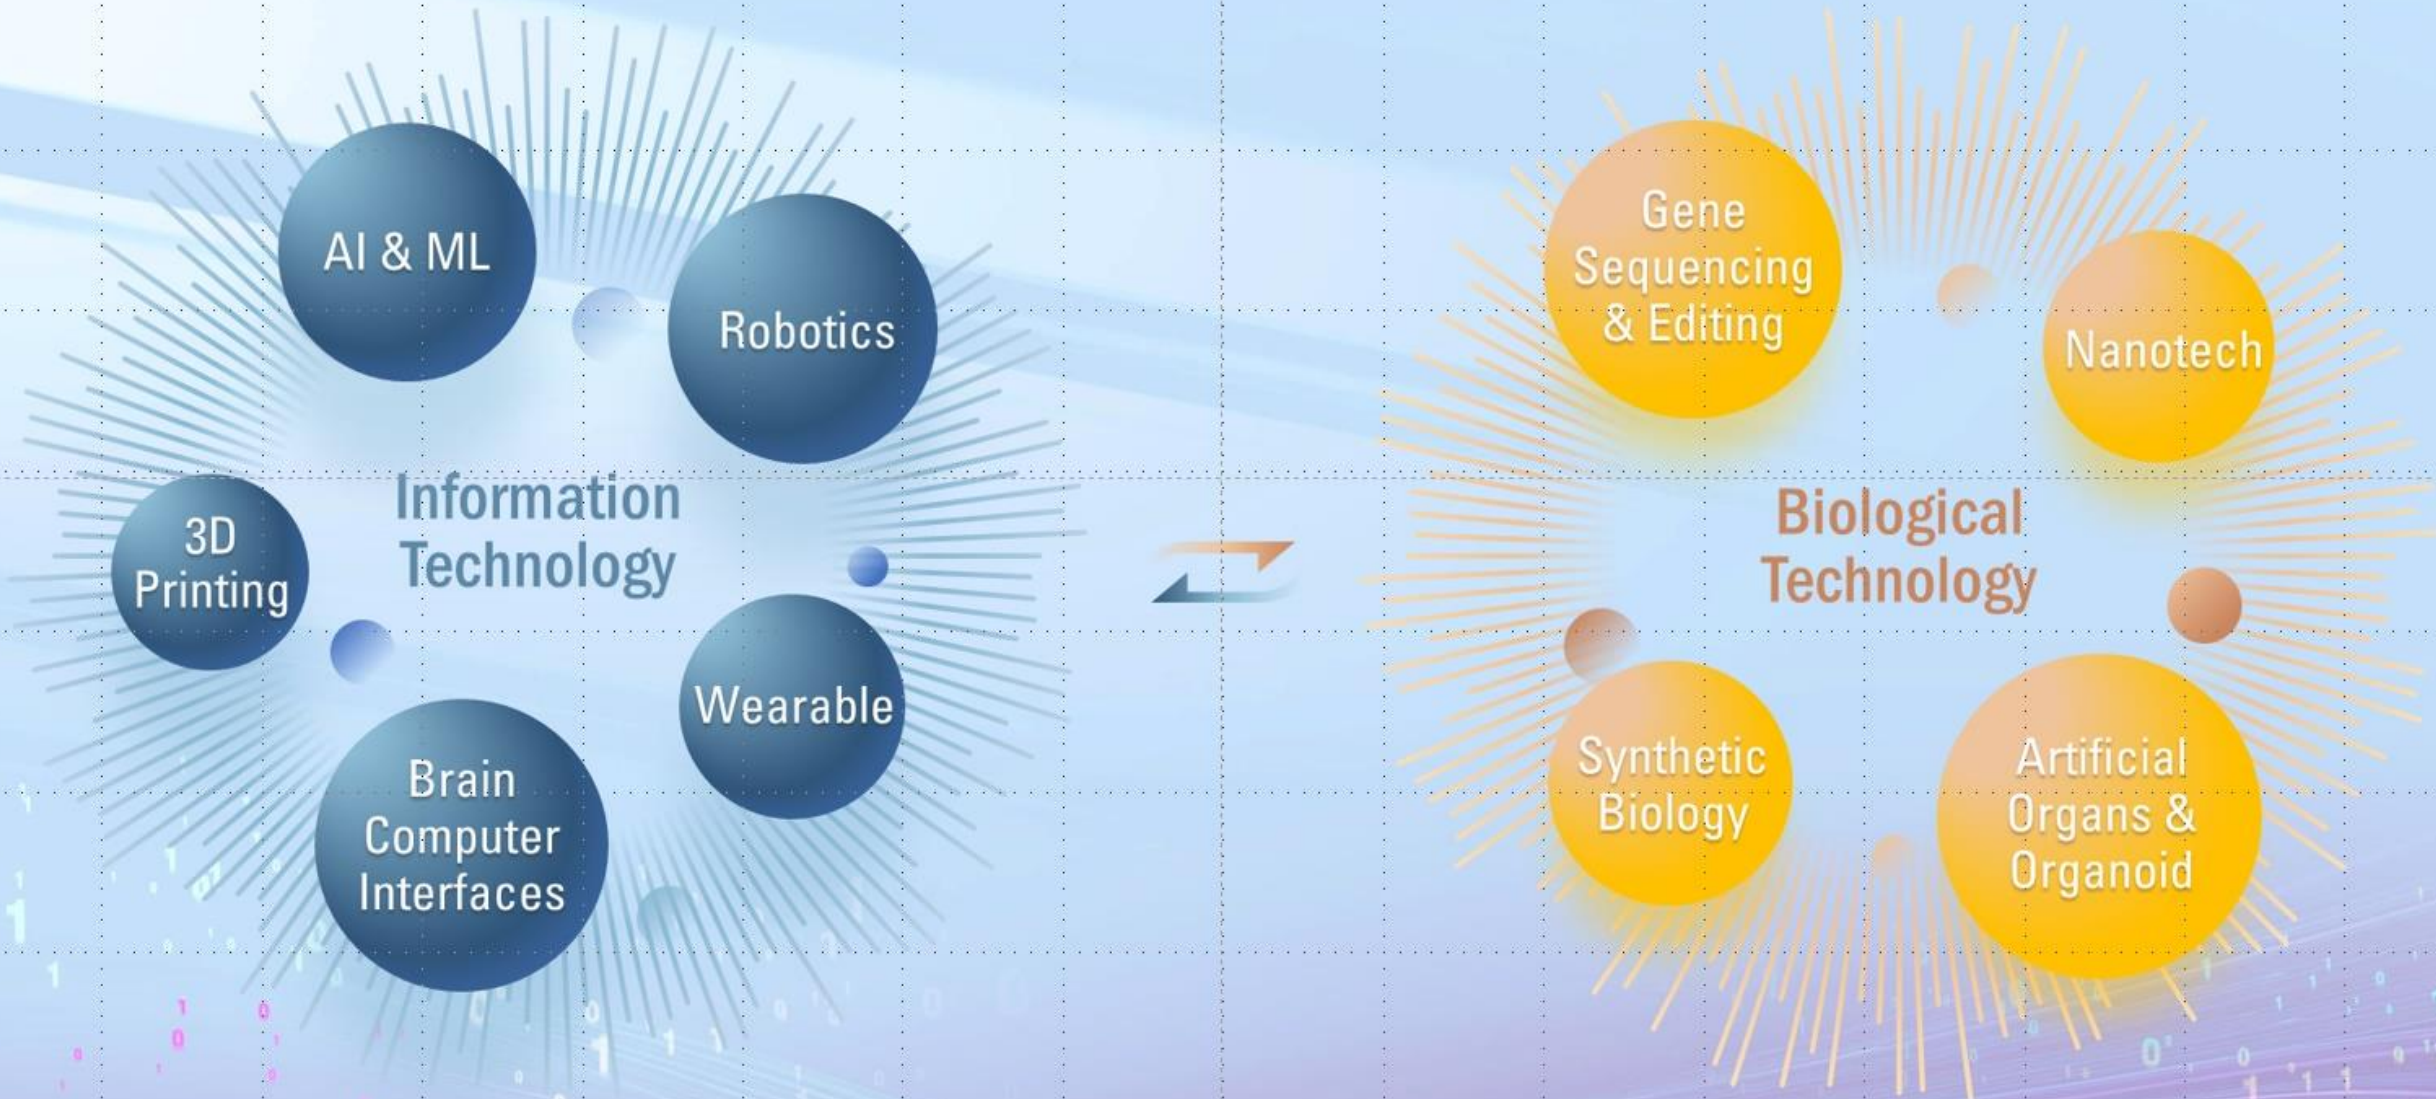 AI & ML
Robotics
Information
Technology
3D
Printing
Wearable
Brain
Computer
Interfaces
Gene
Sequencing
& Editing
Nanotech
Biological
Technology
Synthetic
Biology
Artificial
Organs &
Organoid